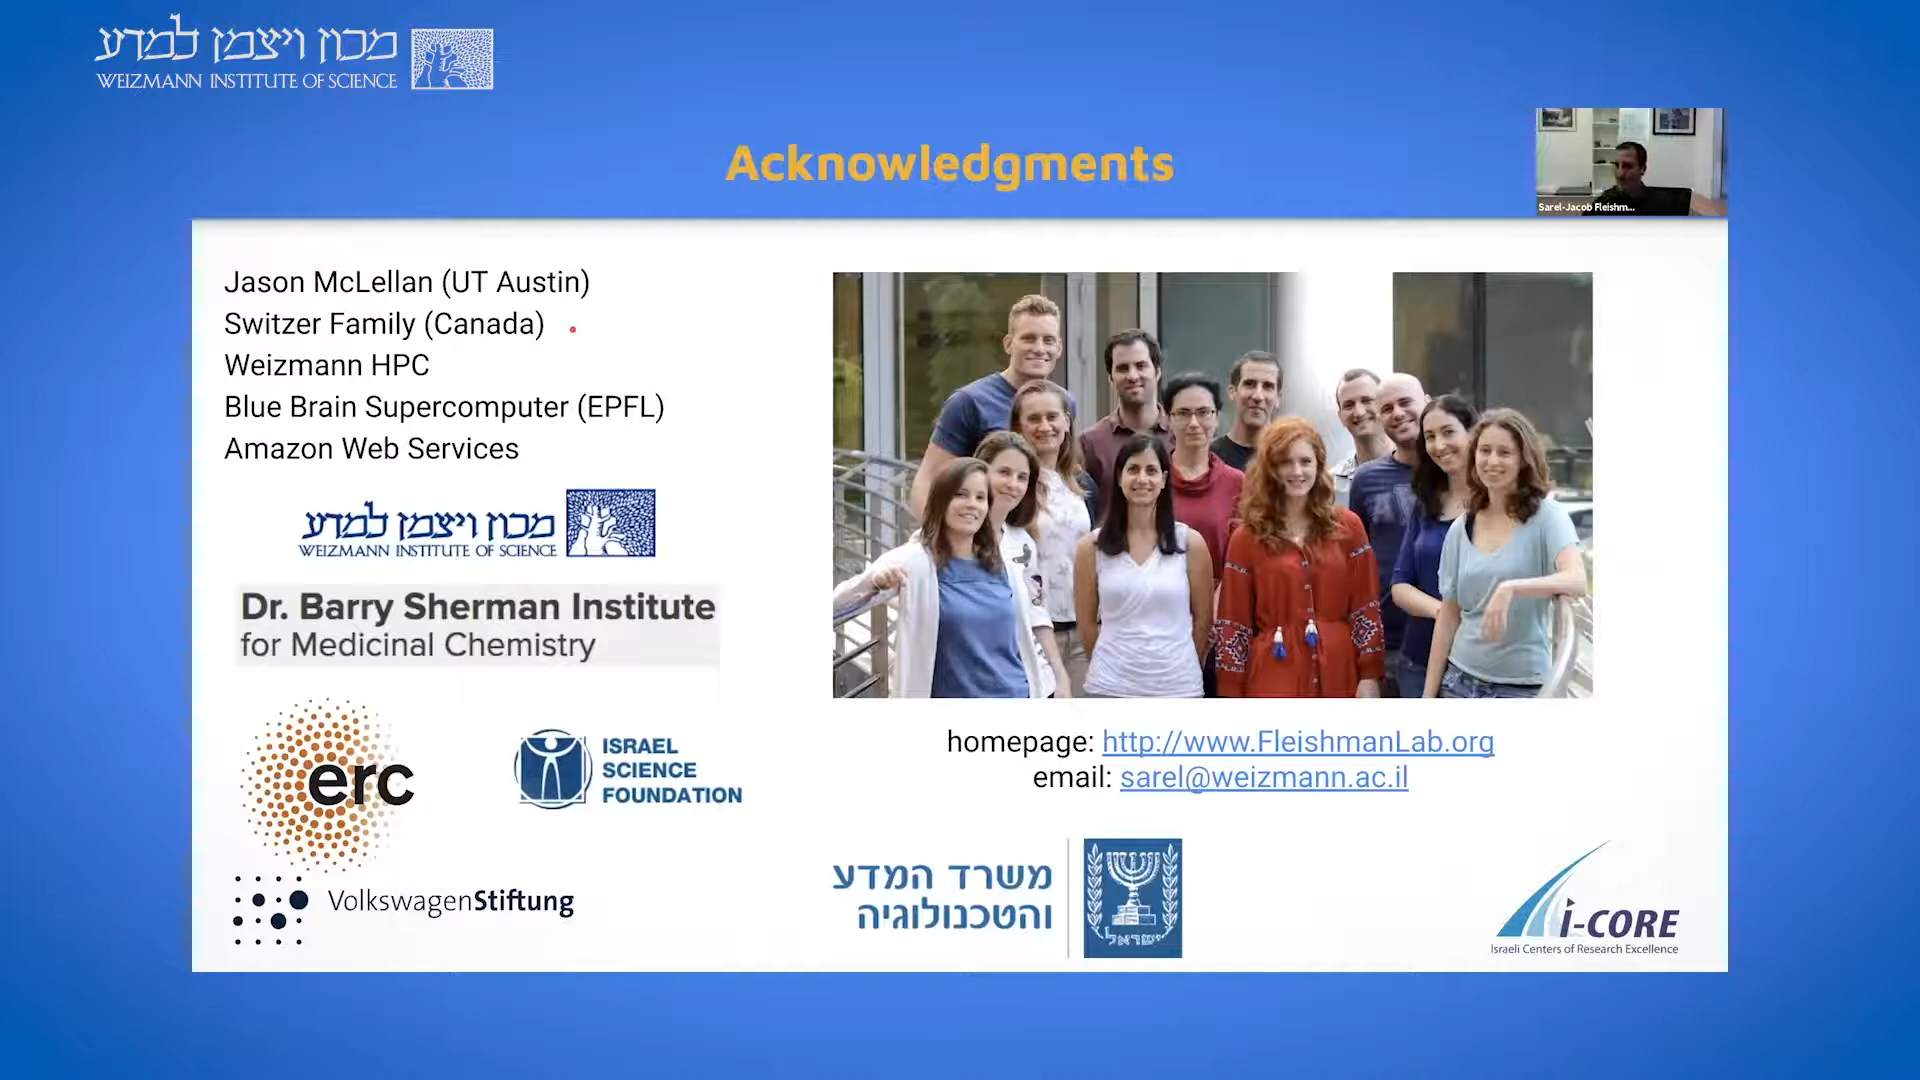 מכון ויצמן למדע
WEIZMANN INSTITUTE OF SCIENCE
Acknowledgments
Sarel-Jacob Fleishm...
Jason McLellan (UT Austin)
Switzer Family (Canada)
Weizmann HPC
Blue Brain Supercomputer (EPFL)
Amazon Web Services
מכון ויצמן למדע
WEIZMANN INSTITUTE OF SCIENCE
Dr. Barry Sherman Institute
for Medicinal Chemistry
erc
ISRAEL
SCIENCE
FOUNDATION
VolkswagenStiftung
homepage: http://www.FleishmanLab.org
email: sarel@weizmann.ac.il
משרד המדע
והטכנולוגיה
ישראל
i-CORE
Israeli Centers of Research Excellence